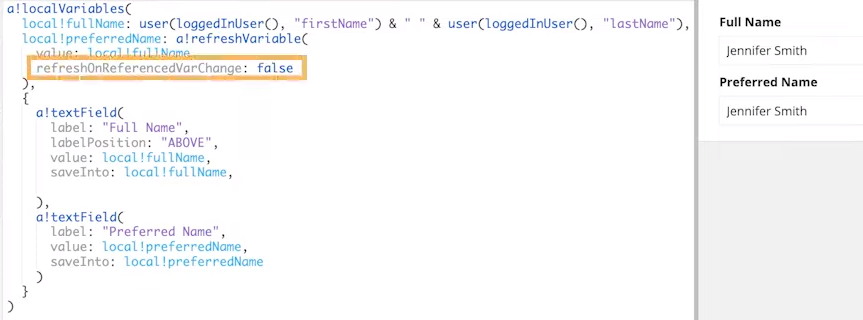 a!localVariables(
local!fullName: user(loggedInUser(), "firstName") & " " & user(loggedInUser(), "lastName"),
local!preferredName: a!refreshVariable(
value: local!fullName,
refreshOnReferencedVarChange: false
),
{
a!textField(
label: "Full Name",
labelPosition: "ABOVE",
value: local!fullName,
saveInto: local!fullName,
),
a!textField(
label: "Preferred Name",
value: local!preferredName,
saveInto: local!preferredName
)
}
)
Full Name
Jennifer Smith
Preferred Name
Jennifer Smith